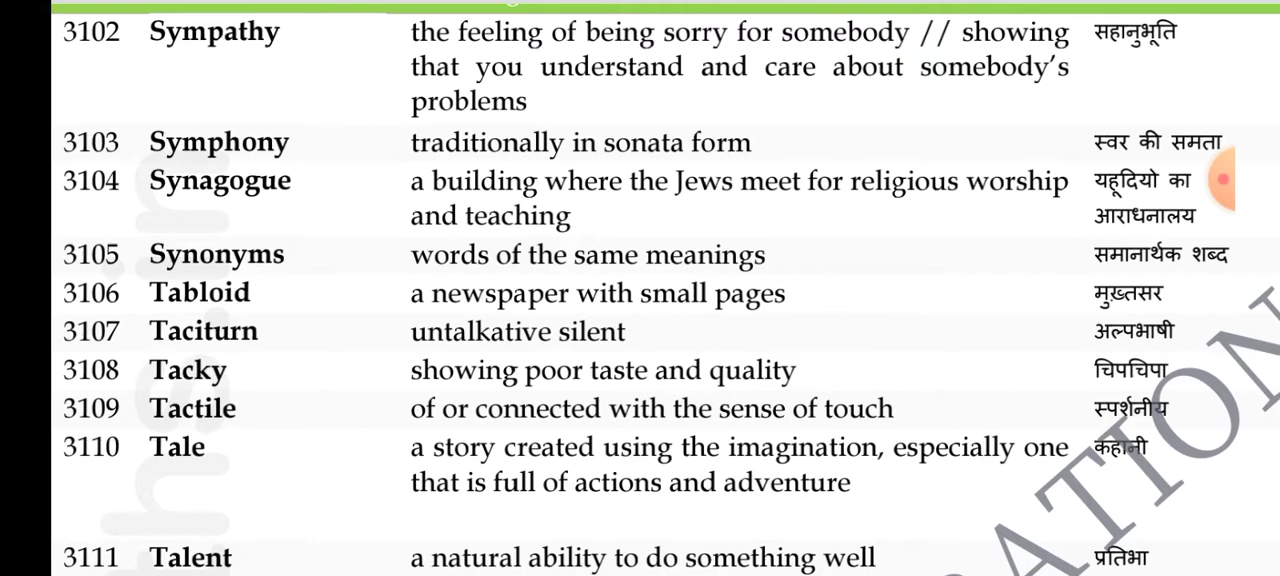 3102 Sympathy the feeling of being sorry for somebody // showing सहानुभूति
that you understand and care about somebody's
problems
3103 Symphony traditionally in sonata form स्वर की समता
3104 Synagogue a building where the Jews meet for religious worship यहूदियो का
and teaching आराधनालय
3105 Synonyms words of the same meanings समानार्थक शब्द
3106 Tabloid a newspaper with small pages मुख़्तसर
3107 Taciturn untalkative silent अल्पभाषी
3108 Tacky showing poor taste and quality चिपचिपा
3109 Tactile of or connected with the sense of touch स्पर्शनीय
3110 Tale a story created using the imagination, especially one कहानी
that is full of actions and adventure
3111 Talent a natural ability to do something well प्रतिभा